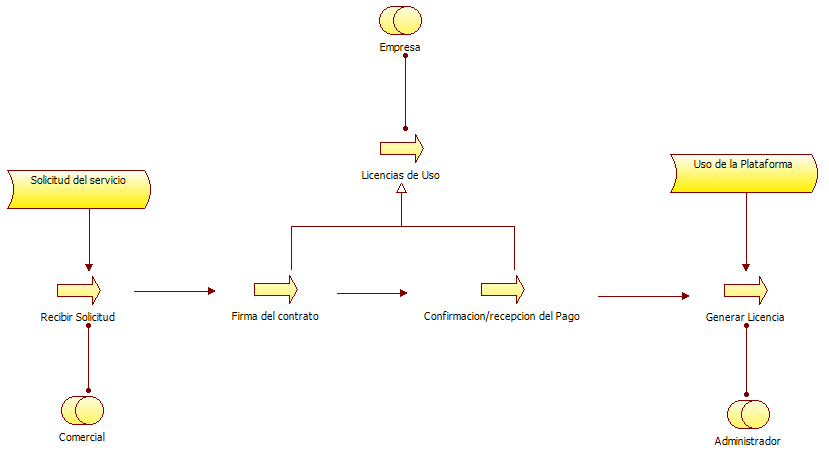 Empresa
Licencias de Uso
Solicitud del servicio
Uso de la Plataforma
Recibir Solicitud
Firma del contrato
Confirmacion/recepcion del Pago
Generar Licencia
Comercial
Administrador